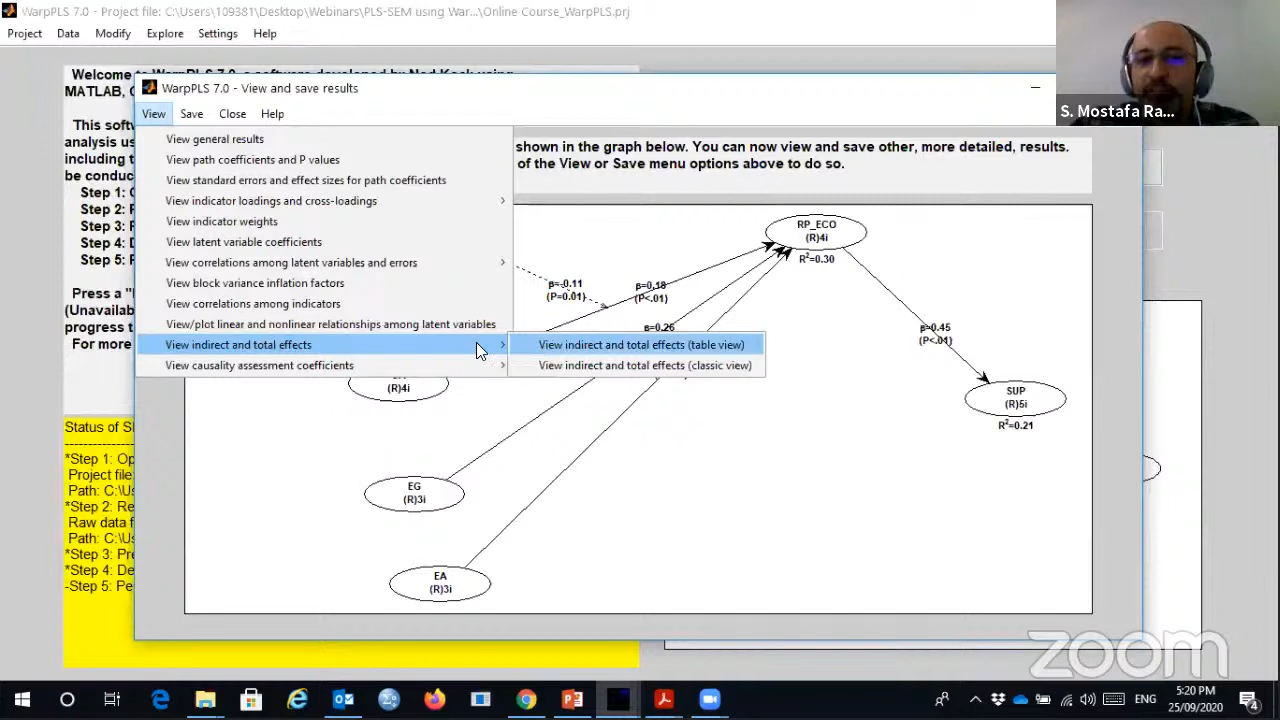 WarpPLS 7.0 - Project file: C:\Users\109381\Desktop\Webinars\PLS-SEM using War...\Online Course_WarpPLS.prj
Project Data Modify Explore Settings Help
S. Mostafa Ra...
WarpPLS 7.0 - View and save results
View Save Close Help
View general results
View path coefficients and P values
View standard errors and effect sizes for path coefficients
View indicator loadings and cross-loadings
View indicator weights
View latent variable coefficients
View correlations among latent variables and errors
View block variance inflation factors
View correlations among indicators
View/plot linear and nonlinear relationships among latent variables
View indirect and total effects
View causality assessment coefficients
View indirect and total effects (table view)
View indirect and total effects (classic view)
shown in the graph below. You can now view and save other, more detailed, results.
of the View or Save menu options above to do so.
Welcome to
MATLAB,
This soft
analysis us
including t
be conduc
Step 1:
Step 2:
Step 3:
Step 4:
Step 5:
Press a "
(Unavailab
progress t
For more
Status of S
*Step 1: Op
Project file:
Path: C:\Us
*Step 2: Re
Raw data f
Path: C:\Us
*Step 3: Pre
*Step 4: De
-Step 5: Pe
RP_ECO
(R)4i
R²=0.30
β=-0.11
(P=0.01)
β=0.18
(P<.01)
β=0.26
β=0.45
(P<.01)
SUP
(R)5i
R²=0.21
(R)4i
EG
(R)3i
EA
(R)3i
zoom
ENG
5:20 PM
25/09/2020
4